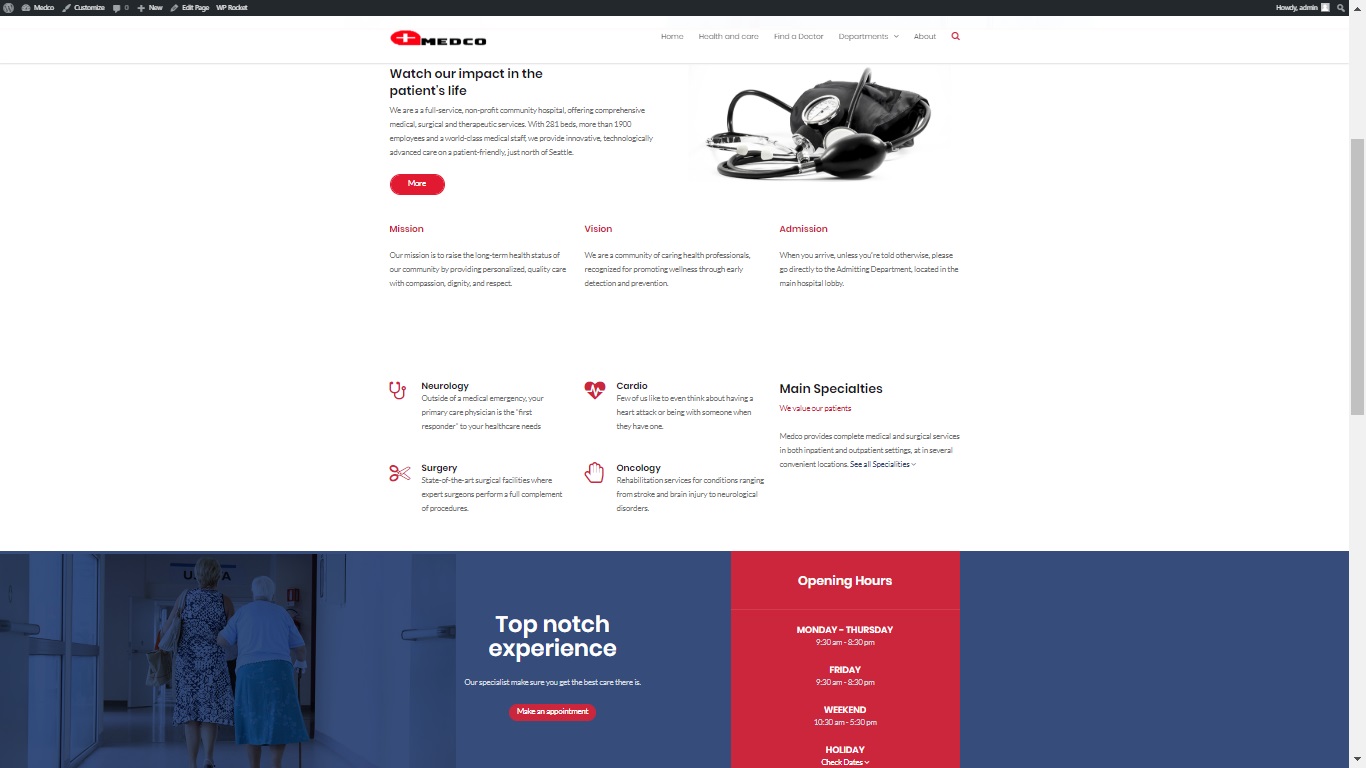 Medco Customize 0 New Edit Page WP Rocket Howdy, admin
MEDCO
Home Health and care Find a Doctor Departments About
Watch our impact in the
patient's life
We are a a full-service, non-profit community hospital, offering comprehensive
medical, surgical and therapeutic services. With 281 beds, more than 1900
employees and a world-class medical staff, we provide innovative, technologically
advanced care on a patient-friendly, just north of Seattle.
More
Mission
Our mission is to raise the long-term health status of
our community by providing personalized, quality care
with compassion, dignity, and respect.
Vision
We are a community of caring health professionals,
recognized for promoting wellness through early
detection and prevention.
Admission
When you arrive, unless you're told otherwise, please
go directly to the Admitting Department, located in the
main hospital lobby.
Neurology
Outside of a medical emergency, your
primary care physician is the "first
responder" to your healthcare needs
Cardio
Few of us like to even think about having a
heart attack or being with someone when
they have one.
Main Specialties
We value our patients
Medco provides complete medical and surgical services
in both inpatient and outpatient settings, at in several
convenient locations. See all Specialities
Surgery
State-of-the-art surgical facilities where
expert surgeons perform a full complement
of procedures.
Oncology
Rehabilitation services for conditions ranging
from stroke and brain injury to neurological
disorders.
Top notch
experience
Our specialist make sure you get the best care there is.
Make an appointment
Opening Hours
MONDAY – THURSDAY
9:30 am - 8:30 pm
FRIDAY
9:30 am - 8:30 pm
WEEKEND
10:30 am - 5:30 pm
HOLIDAY
Check Dates